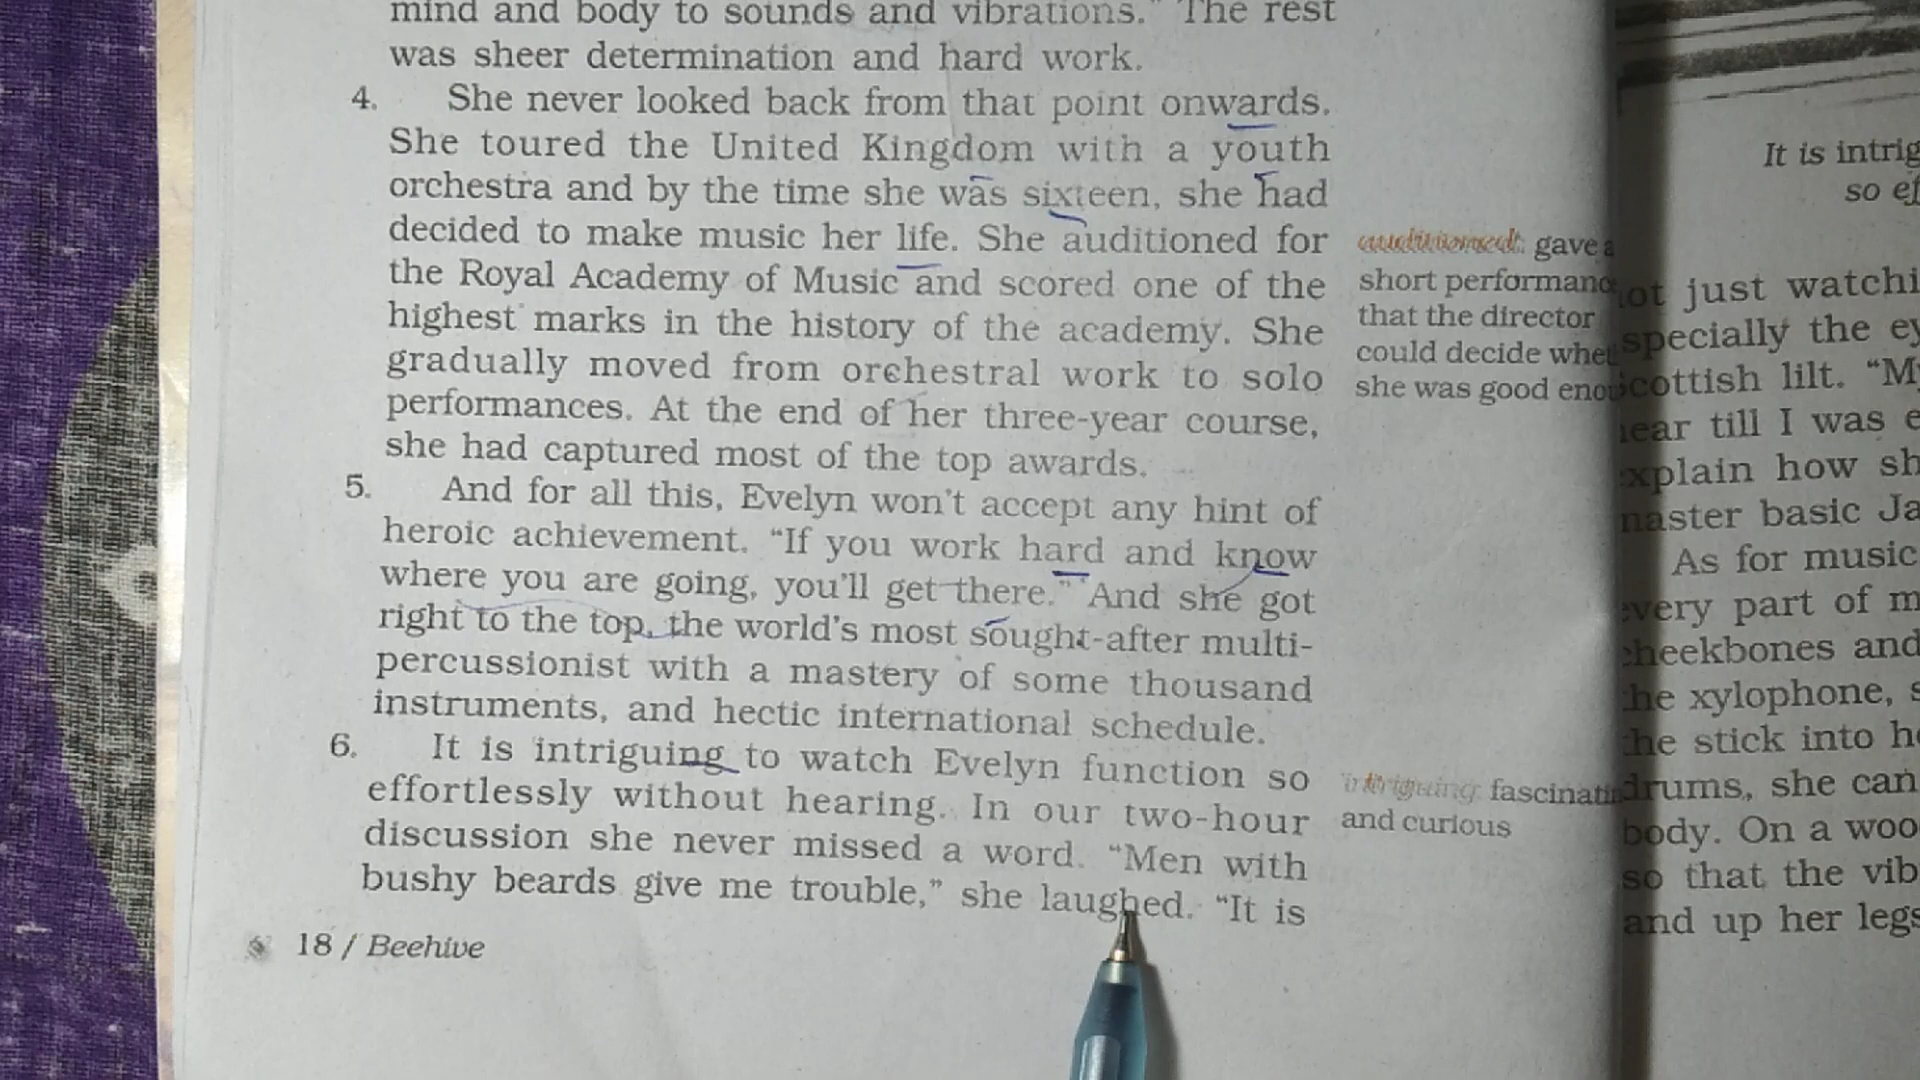 mind and body to sounds and vibrations." The rest
was sheer determination and hard work.
4. She never looked back from that point onwards.
She toured the United Kingdom with a youth
orchestra and by the time she was sixteen, she had
decided to make music her life. She auditioned for
the Royal Academy of Music and scored one of the
highest marks in the history of the academy. She
gradually moved from orchestral work to solo
performances. At the end of her three-year course,
she had captured most of the top awards.
5. And for all this, Evelyn won't accept any hint of
heroic achievement. “If you work hard and know
where you are going, you'll get there.” And she got
right to the top, the world's most sought-after multi-
percussionist with a mastery of some thousand
instruments, and hectic international schedule.
6. It is intriguing to watch Evelyn function so
effortlessly without hearing. In our two-hour
discussion she never missed a word. “Men with
bushy beards give me trouble,” she laughed. “It is
18 / Beehive
auditioned: gave a
short performanc
that the director
could decide whet
she was good enou
intriguing: fascinatin
and curious
It is intrig
so ef
ot just watchi
specially the ey
cottish lilt. “My
ear till I was e
xplain how sh
naster basic Ja
As for music
very part of m
cheekbones and
the xylophone, s
the stick into he
drums, she can
body. On a woo
so that the vib
and up her legs